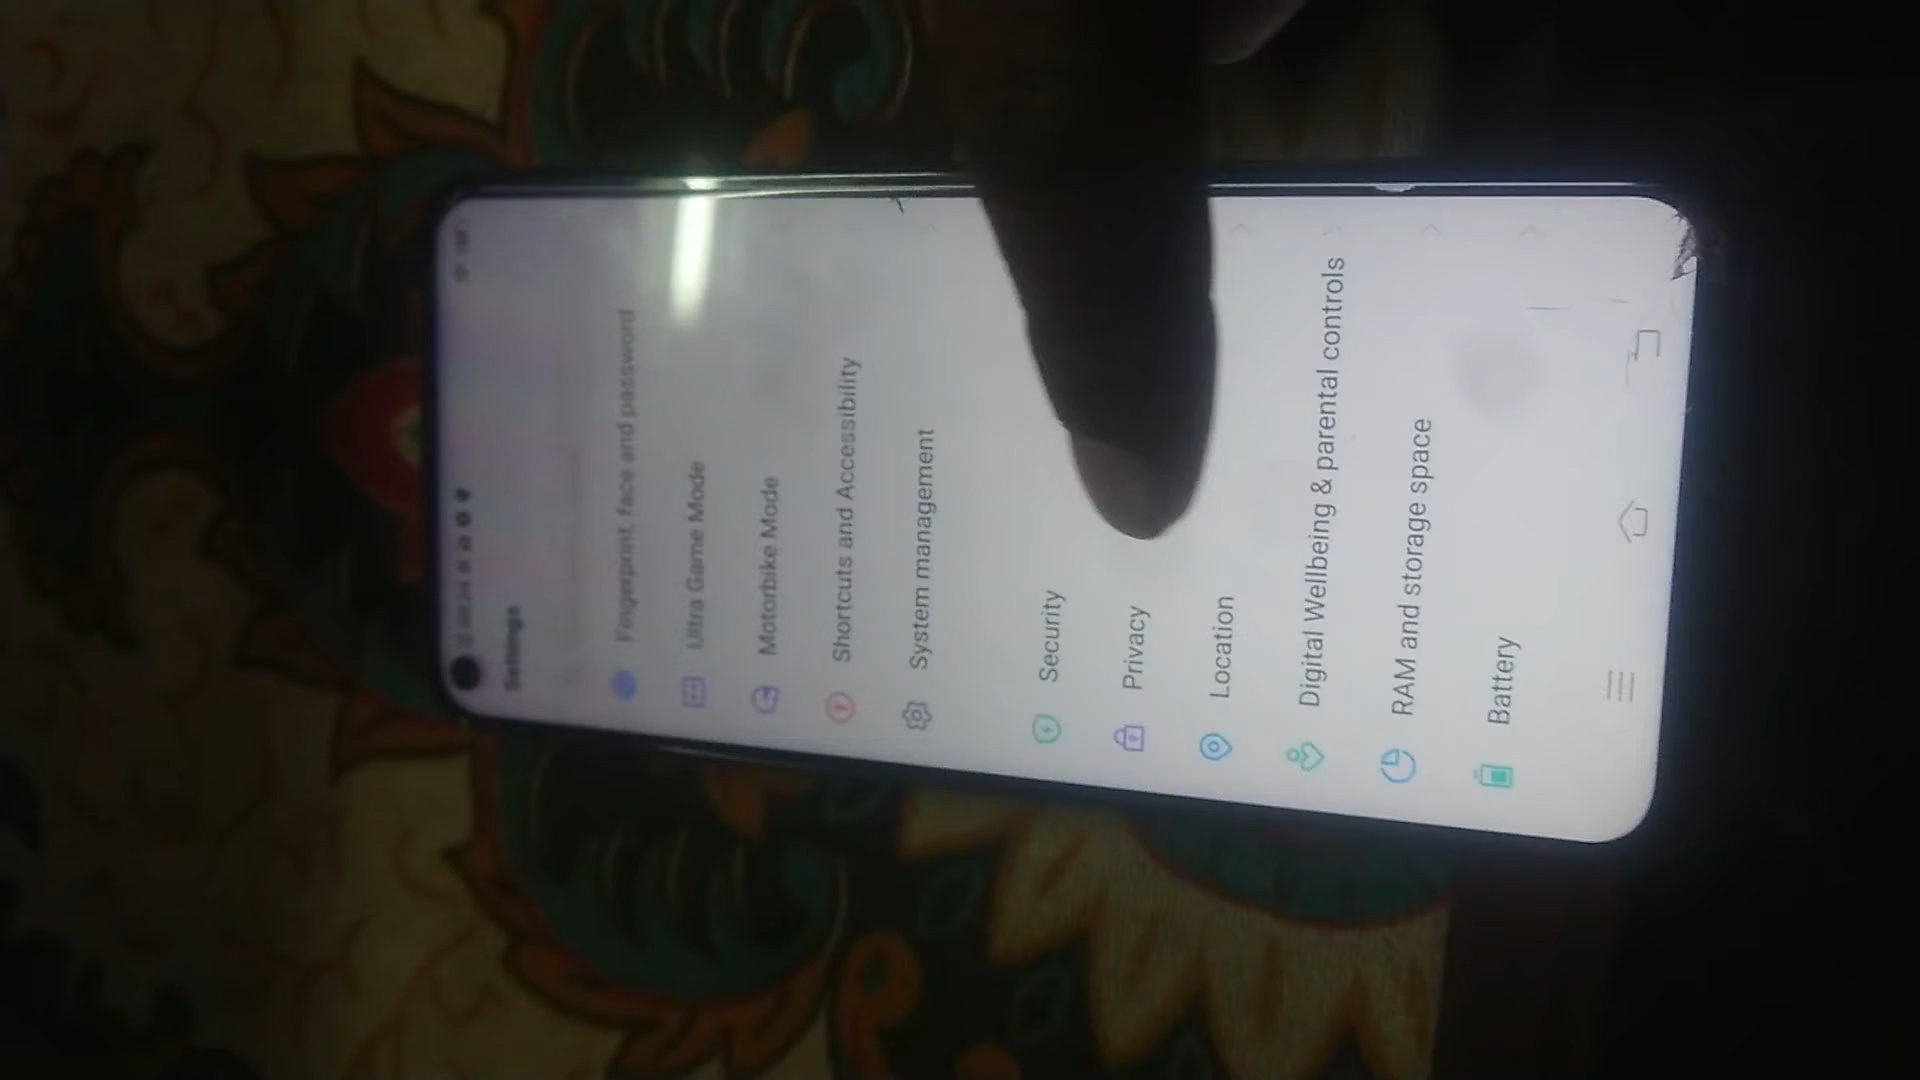 Settings
Fingerprint, face and password
Ultra Game Mode
Motorbike Mode
Shortcuts and Accessibility
System management
Security
Privacy
Location
Digital Wellbeing & parental controls
RAM and storage space
Battery